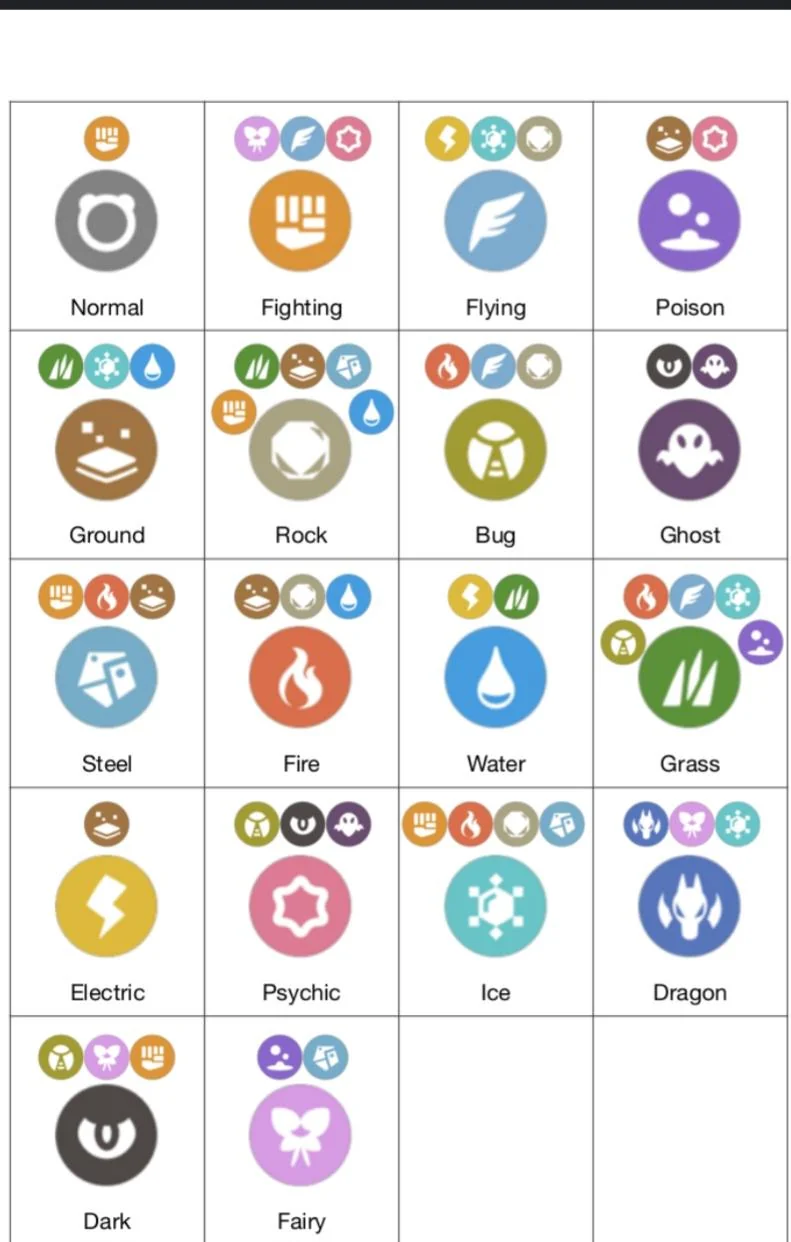 Normal
Fighting
Flying
Poison
Ground
Rock
Bug
Ghost
Steel
Fire
Water
Grass
Electric
Psychic
Ice
Dragon
Dark
Fairy